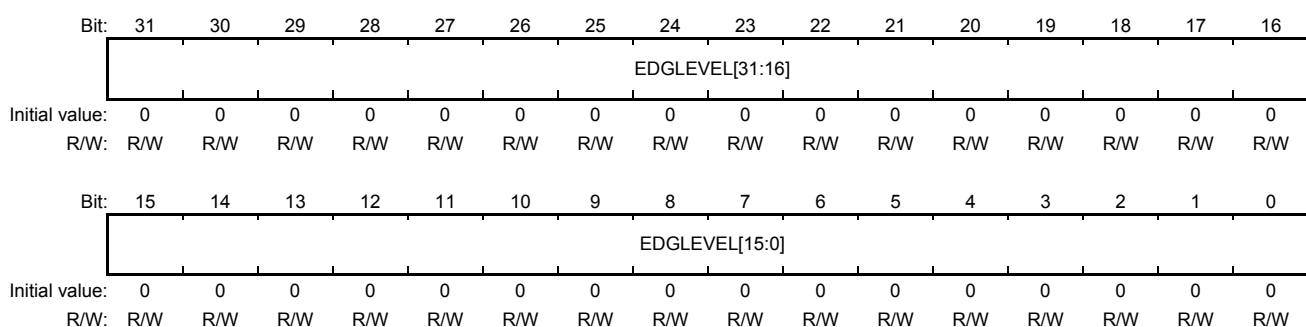 Bit: 31 30 29 28 27 26 25 24 23 22 21 20 19 18 17 16
EDGLEVEL[31:16]
Initial value: 0 0 0 0 0 0 0 0 0 0 0 0 0 0 0 0
R/W: R/W R/W R/W R/W R/W R/W R/W R/W R/W R/W R/W R/W R/W R/W R/W R/W
Bit: 15 14 13 12 11 10 9 8 7 6 5 4 3 2 1 0
EDGLEVEL[15:0]
Initial value: 0 0 0 0 0 0 0 0 0 0 0 0 0 0 0 0
R/W: R/W R/W R/W R/W R/W R/W R/W R/W R/W R/W R/W R/W R/W R/W R/W R/W